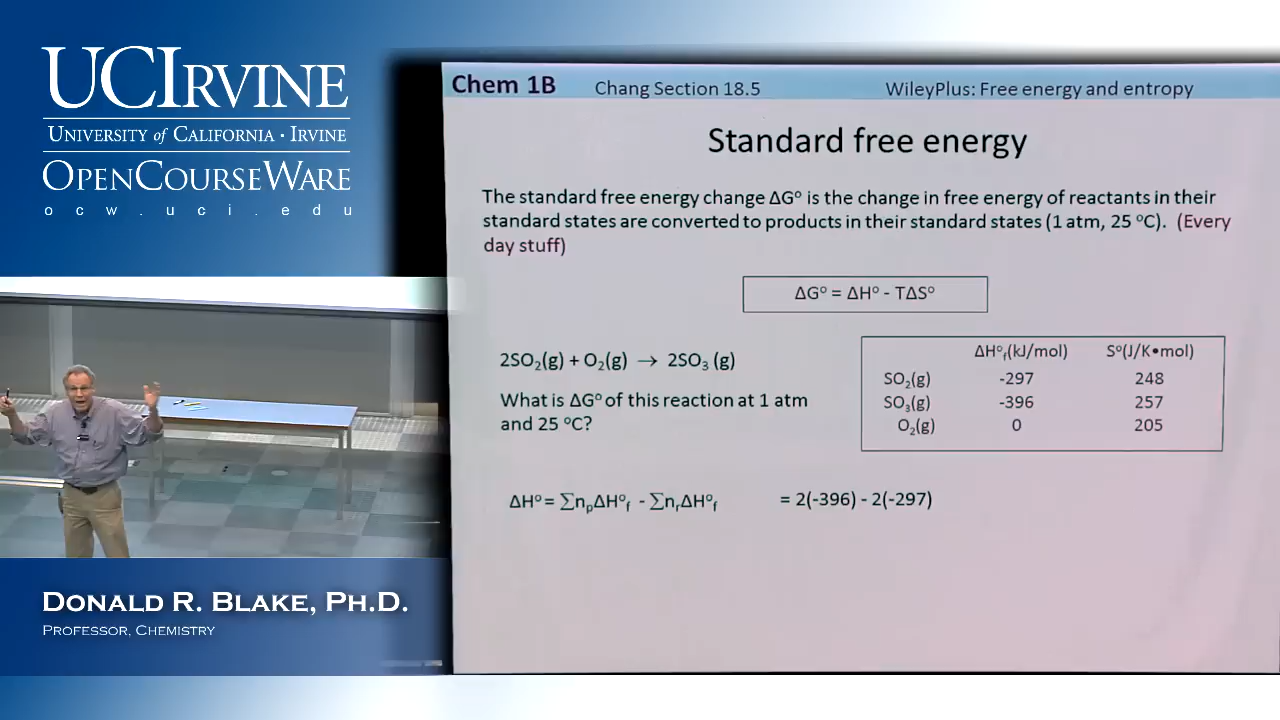 UCIRVINE
UNIVERSITY of CALIFORNIA · IRVINE
OPENCOURSEWARE
ocw.uci.edu
DONALD R. BLAKE, PH.D.
PROFESSOR, CHEMISTRY
Chem 1B Chang Section 18.5 WileyPlus: Free energy and entropy
Standard free energy
The standard free energy change ΔG° is the change in free energy of reactants in their
standard states are converted to products in their standard states (1 atm, 25 °C). (Every
day stuff)
ΔG° = ΔH° - TΔS°
2SO₂(g) + O₂(g) → 2SO₃ (g)
What is ΔG° of this reaction at 1 atm
and 25 °C?
ΔH°f(kJ/mol) S°(J/K•mol)
SO₂(g) -297 248
SO₃(g) -396 257
O₂(g) 0 205
ΔH° = ∑nₚΔH°f - ∑nᵣΔH°f = 2(-396) - 2(-297)